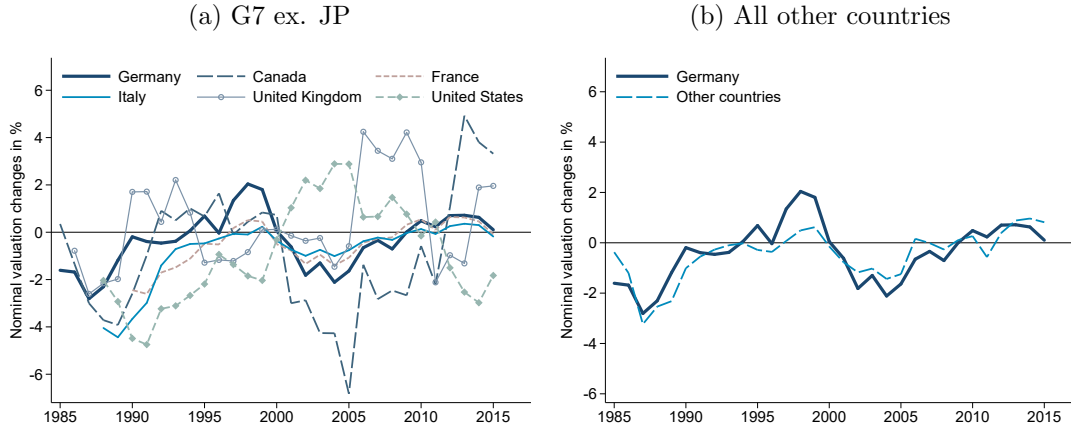 (a) G7 ex. JP
Nominal valuation changes in %
Germany Canada France
Italy United Kingdom United States
6
4
2
0
-2
-4
-6
1985 1990 1995 2000 2005 2010 2015
(b) All other countries
Nominal valuation changes in %
Germany
Other countries
6
4
2
0
-2
-4
-6
1985 1990 1995 2000 2005 2010 2015